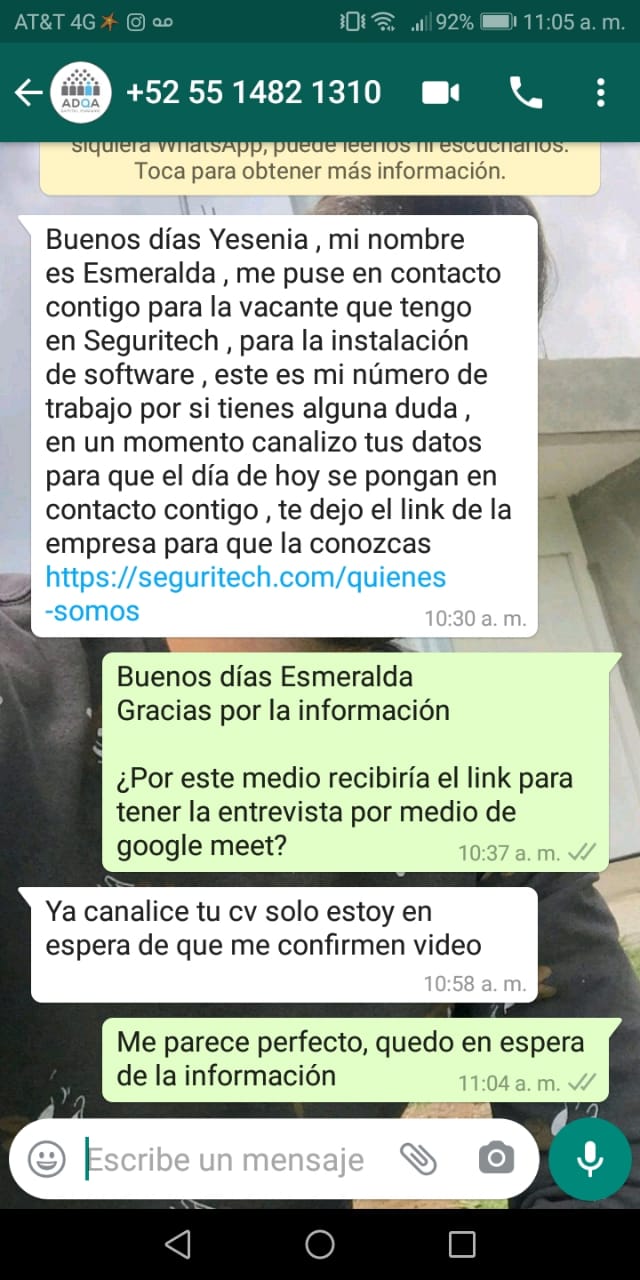 AT&T 4G 92% 11:05 a. m.
ADQA
+52 55 1482 1310
siquiera WhatsApp, puede leerlos ni escucharlos.
Toca para obtener más información.
Buenos días Yesenia , mi nombre
es Esmeralda , me puse en contacto
contigo para la vacante que tengo
en Seguritech , para la instalación
de software , este es mi número de
trabajo por si tienes alguna duda ,
en un momento canalizo tus datos
para que el día de hoy se pongan en
contacto contigo , te dejo el link de la
empresa para que la conozcas
https://seguritech.com/quienes
-somos
10:30 a. m.
Buenos días Esmeralda
Gracias por la información
¿Por este medio recibiría el link para
tener la entrevista por medio de
google meet?
10:37 a. m.
Ya canalice tu cv solo estoy en
espera de que me confirmen video
10:58 a. m.
Me parece perfecto, quedo en espera
de la información
11:04 a. m.
Escribe un mensaje